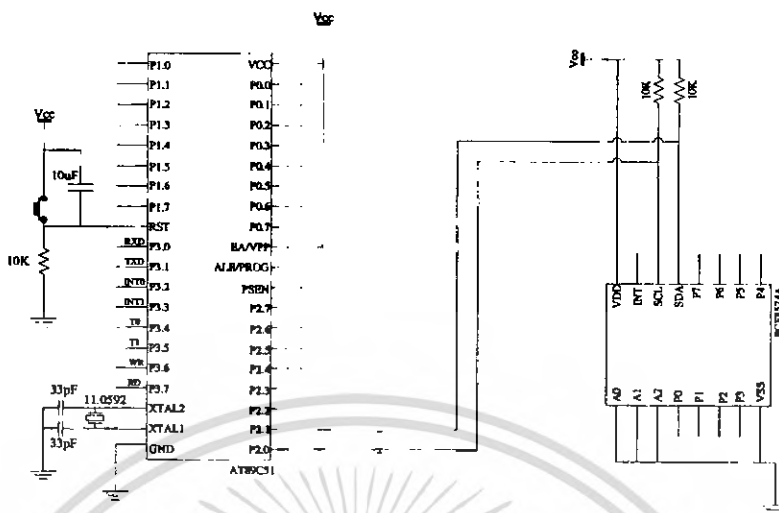 Vcc
Vcc
Vcc
10K
10K
10uF
10K
P1.0
P1.1
P1.2
P1.3
P1.4
P1.5
P1.6
P1.7
RST
RXD
P3.0
TXD
P3.1
INT0
P3.2
INT1
P3.3
T0
P3.4
T1
P3.5
WR
P3.6
RD
P3.7
XTAL2
XTAL1
GND
VCC
P0.0
P0.1
P0.2
P0.3
P0.4
P0.5
P0.6
P0.7
EA/VPP
ALE/PROG
PSEN
P2.7
P2.6
P2.5
P2.4
P2.3
P2.2
P2.1
P2.0
33pF
11.0592
33pF
AT89C51
VDD
INT
SCL
SDA
P7
P6
P5
P4
PCF8574A
A0
A1
A2
P0
P1
P2
P3
VSS